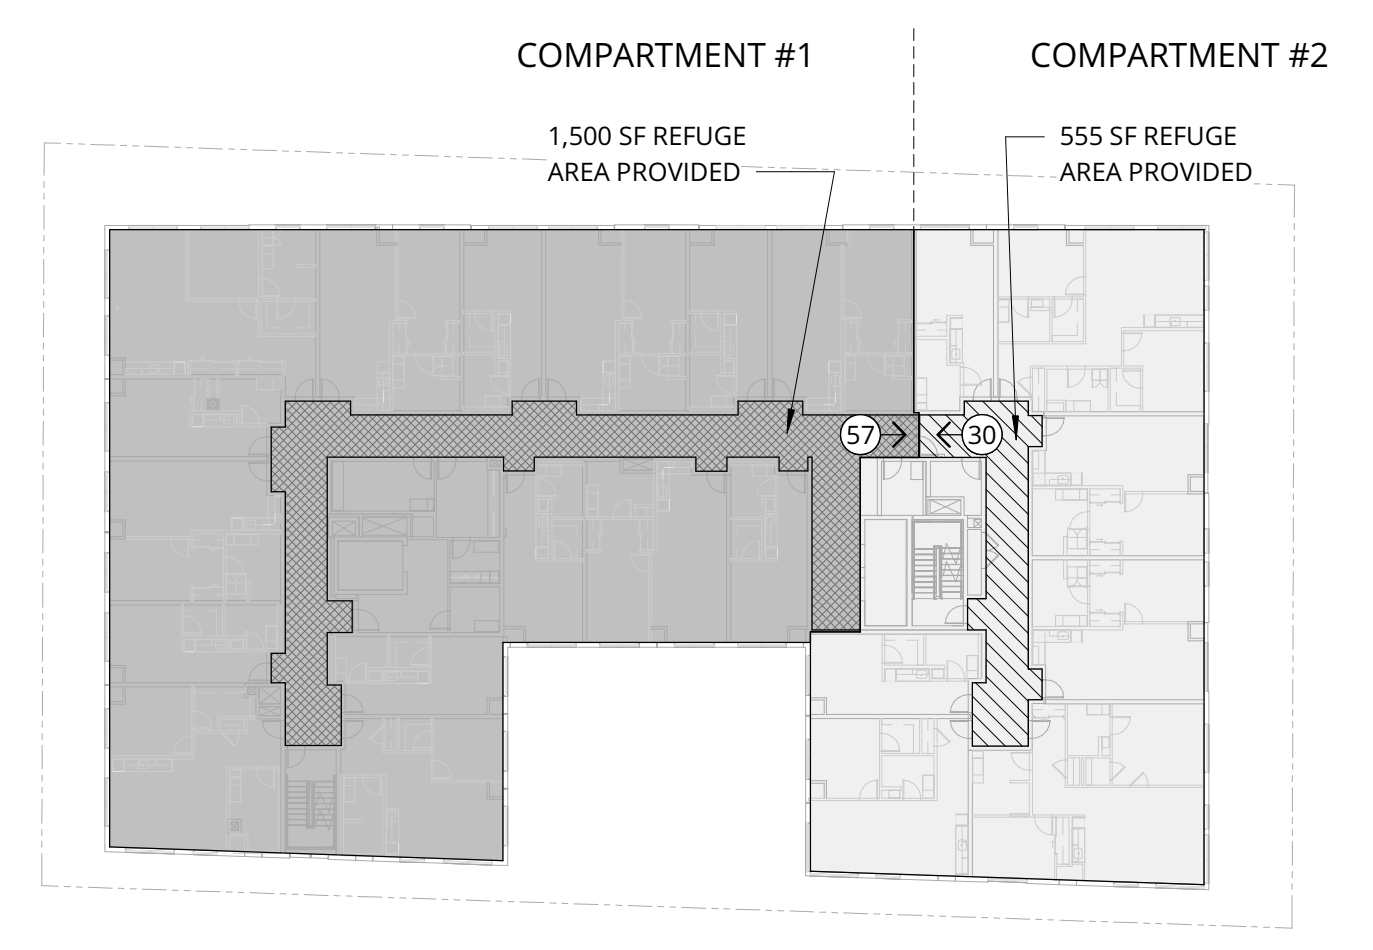 COMPARTMENT #1
COMPARTMENT #2
1,500 SF REFUGE
AREA PROVIDED
555 SF REFUGE
AREA PROVIDED
57
30